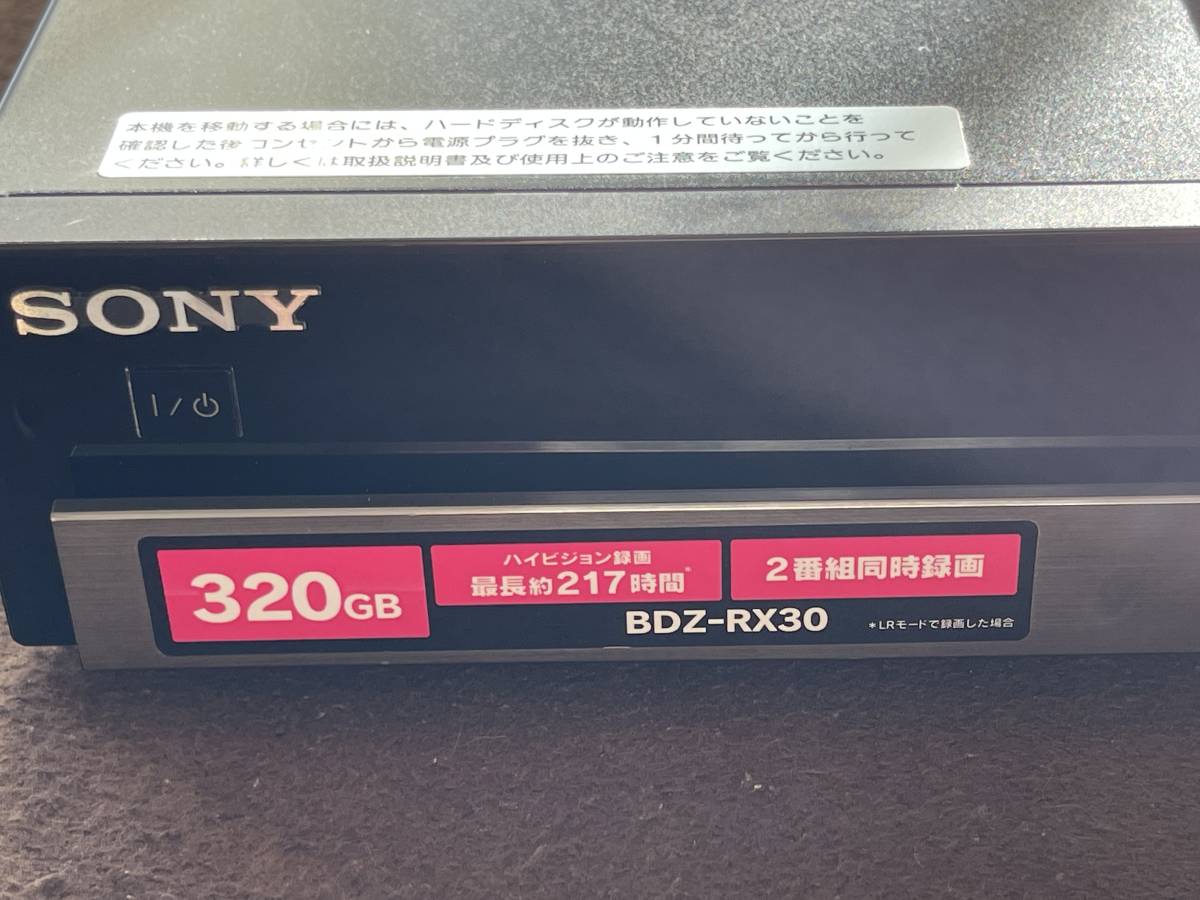 本機を移動する場合には、ハードディスクが動作していないことを
確認した後コンセントから電源プラグを抜き、1分間待ってから行って
ください。詳しくは取扱説明書及び使用上のご注意をご覧ください。
SONY
I/⏻
320GB
ハイビジョン録画
最長約217時間*
2番組同時録画
BDZ-RX30
*LRモードで録画した場合